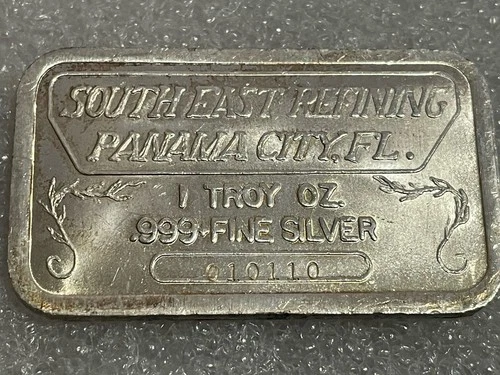 SOUTH EAST REFINING
PANAMA CITY, FL.
1 TROY OZ.
.999 FINE SILVER
010110